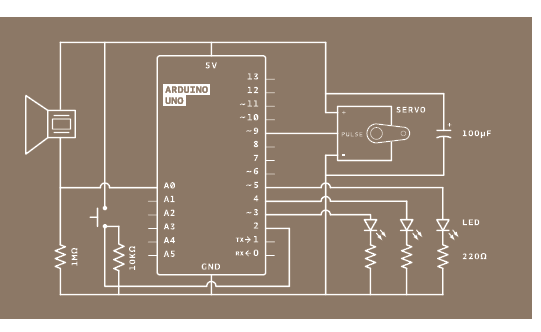 5V
ARDUINO
UNO
13
12
~11
~10
~9
8
7
~6
~5
4
~3
2
TX→1
RX←0
A0
A1
A2
A3
A4
A5
GND
+
PULSE
-
SERVO
+
100µF
LED
220Ω
1MΩ
10KΩ